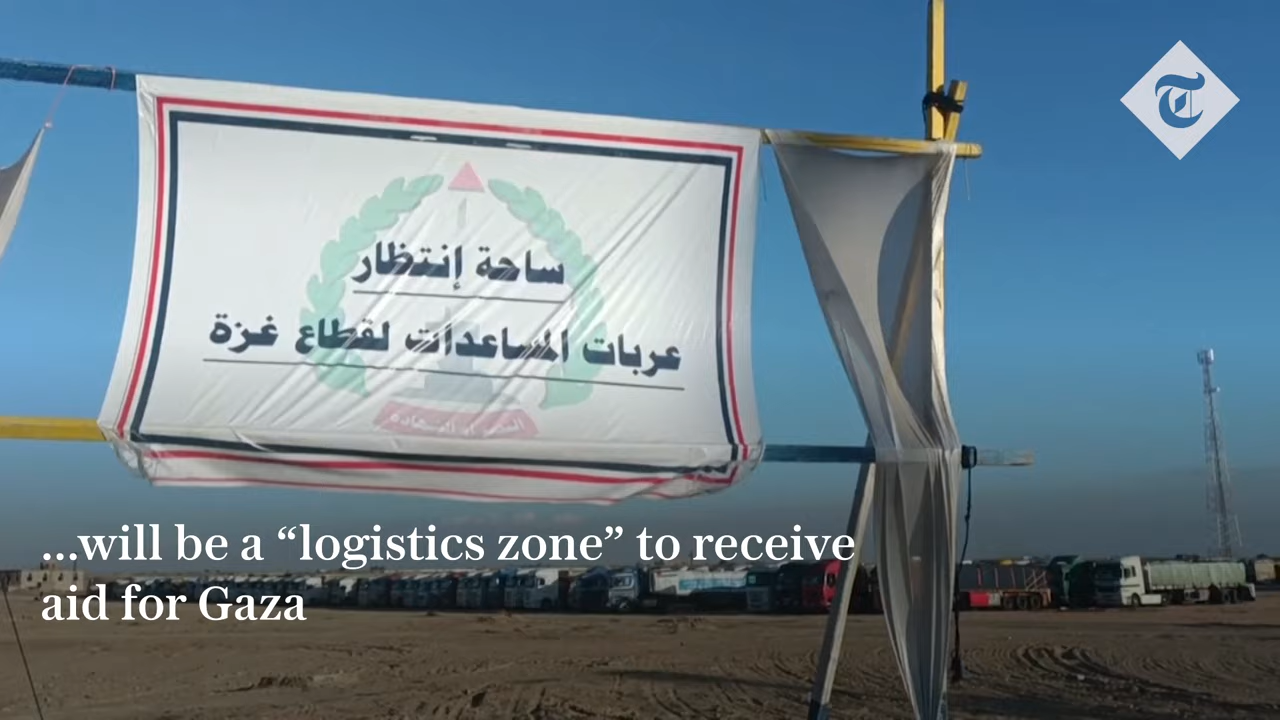 ساحة إنتظار
عربات المساعدات لقطاع غزة
...will be a “logistics zone” to receive
aid for Gaza